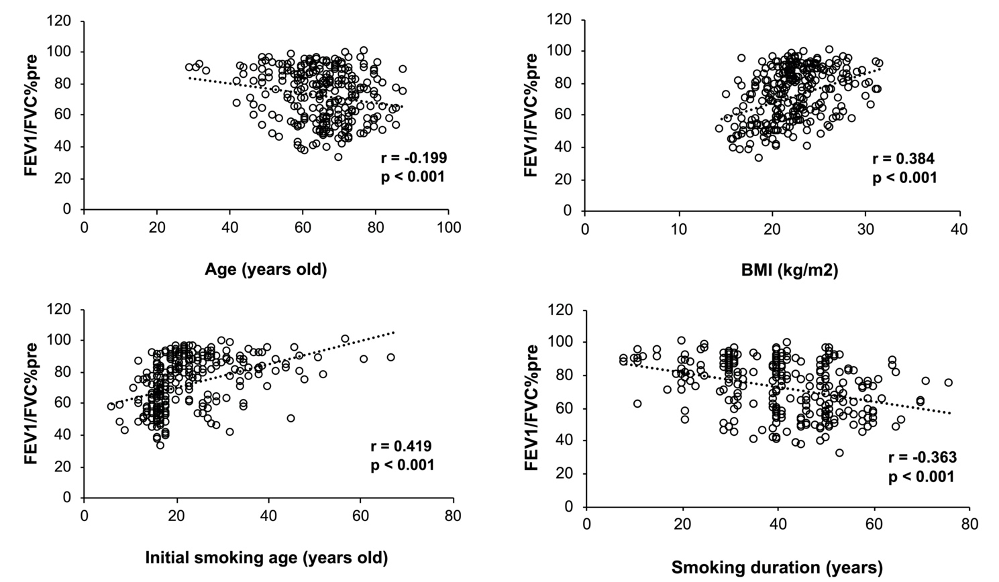 120
100
80
60
40
20
0
FEV1/FVC%pre
r = -0.199
p < 0.001
0 20 40 60 80 100
Age (years old)
120
100
80
60
40
20
0
FEV1/FVC%pre
r = 0.384
p < 0.001
0 10 20 30 40
BMI (kg/m2)
120
100
80
60
40
20
0
FEV1/FVC%pre
r = 0.419
p < 0.001
0 20 40 60 80
Initial smoking age (years old)
120
100
80
60
40
20
0
FEV1/FVC%pre
r = -0.363
p < 0.001
0 20 40 60 80
Smoking duration (years)